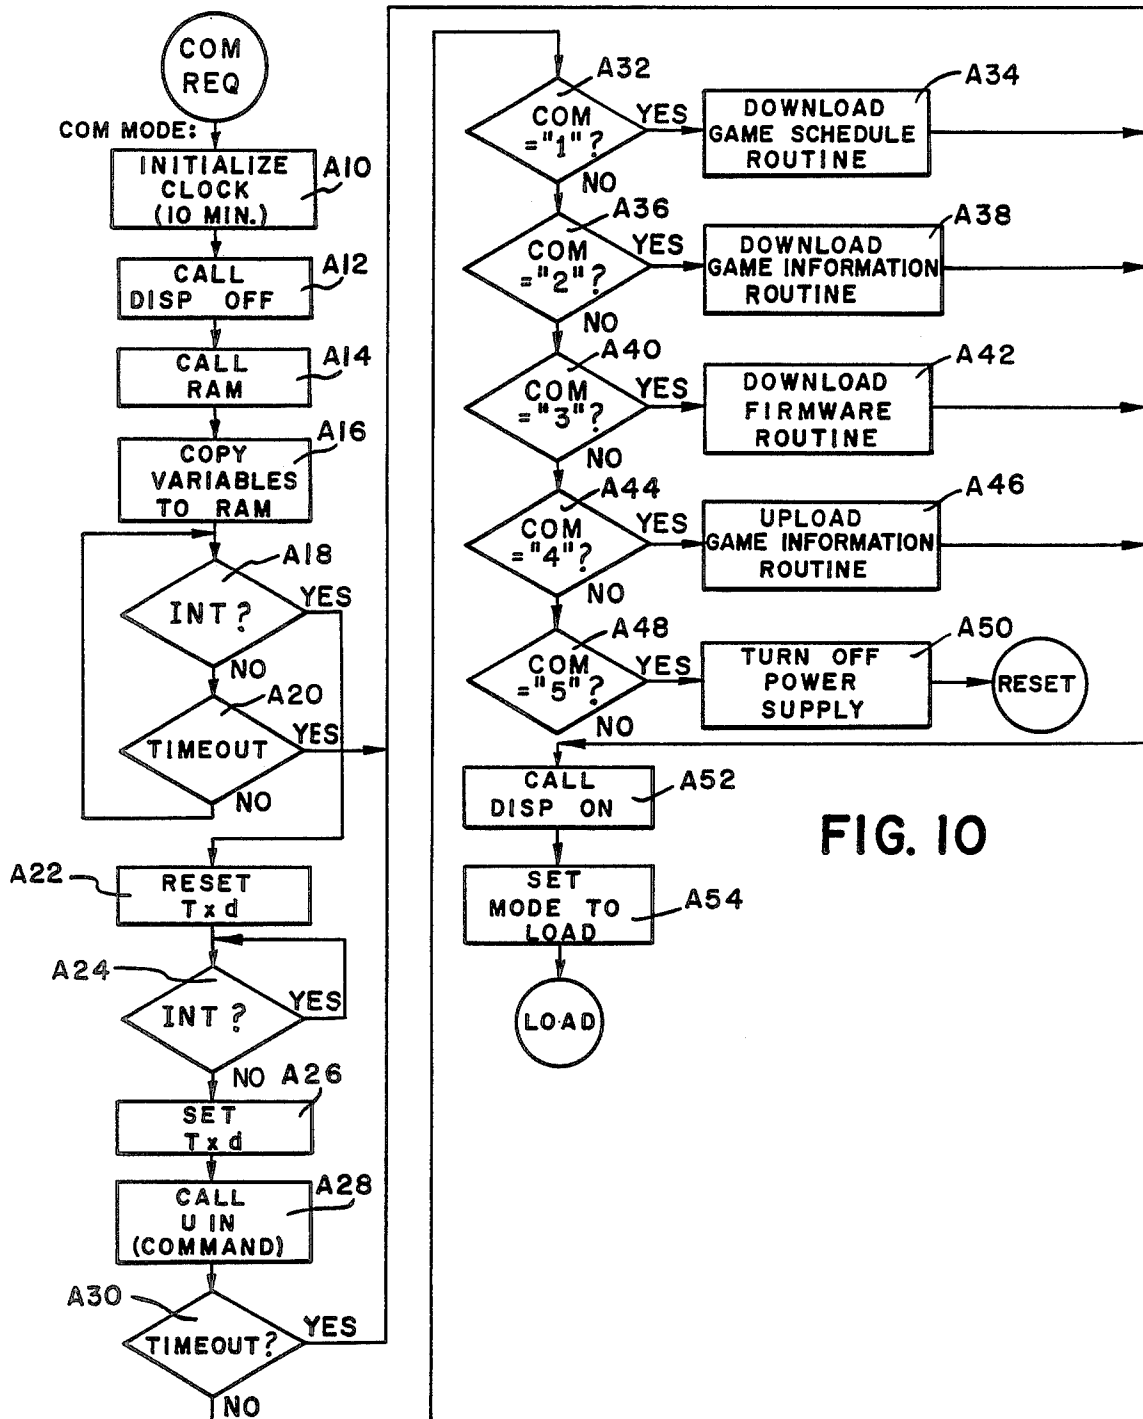 COM
REQ
COM MODE:
INITIALIZE
CLOCK
(10 MIN.)
A10
CALL
DISP OFF
A12
CALL
RAM
A14
COPY
VARIABLES
TO RAM
A16
A18
INT?
YES
NO
A20
TIMEOUT
YES
NO
A22
RESET
Txd
A24
INT?
YES
NO
A26
SET
Txd
CALL
U IN
(COMMAND)
A28
A30
TIMEOUT?
YES
NO
A32
COM
="1"?
YES
NO
DOWNLOAD
GAME SCHEDULE
ROUTINE
A34
A36
COM
="2"?
YES
NO
DOWNLOAD
GAME INFORMATION
ROUTINE
A38
A40
COM
="3"?
YES
NO
DOWNLOAD
FIRMWARE
ROUTINE
A42
A44
COM
="4"?
YES
NO
UPLOAD
GAME INFORMATION
ROUTINE
A46
A48
COM
="5"?
YES
NO
TURN OFF
POWER
SUPPLY
A50
RESET
CALL
DISP ON
A52
SET
MODE TO
LOAD
A54
LOAD
FIG. 10